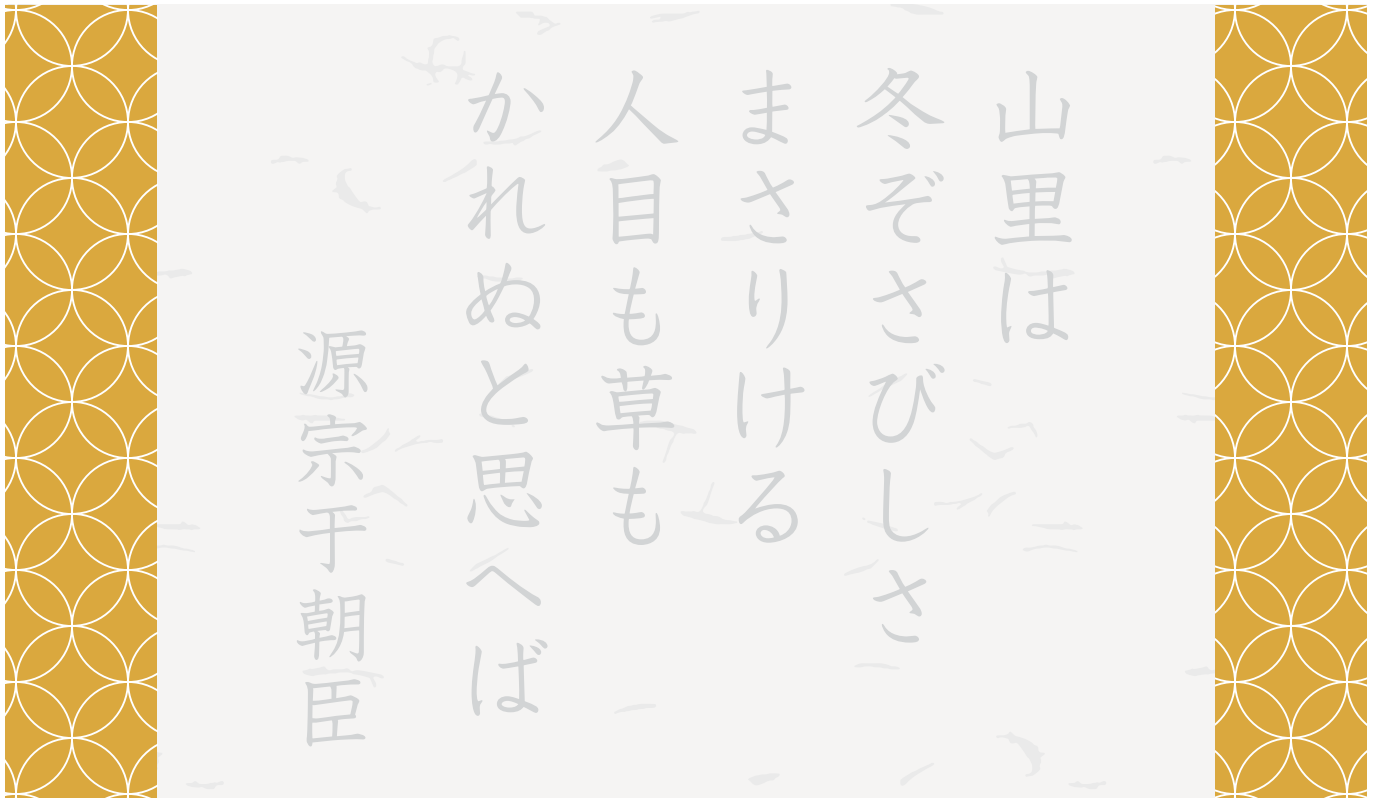 山里は
冬ぞさびしさ
まさりける
人目も草も
かれぬと思へば
源宗于朝臣